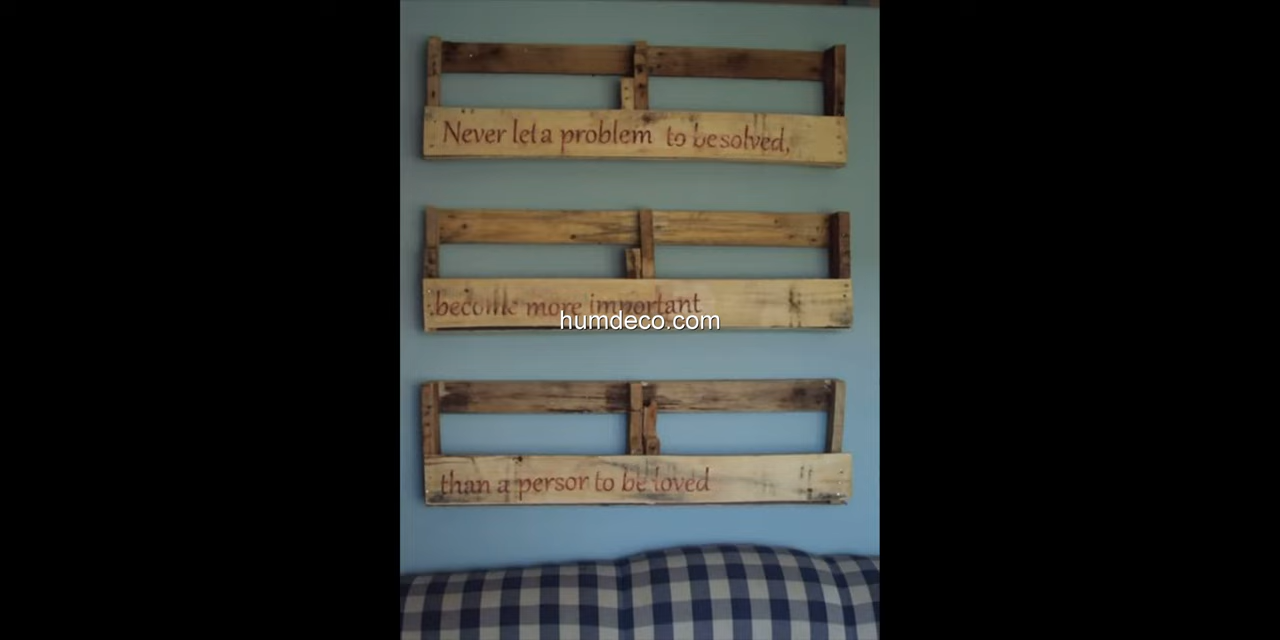 Never let a problem to be solved,
become more important
humdeco.com
than a person to be loved